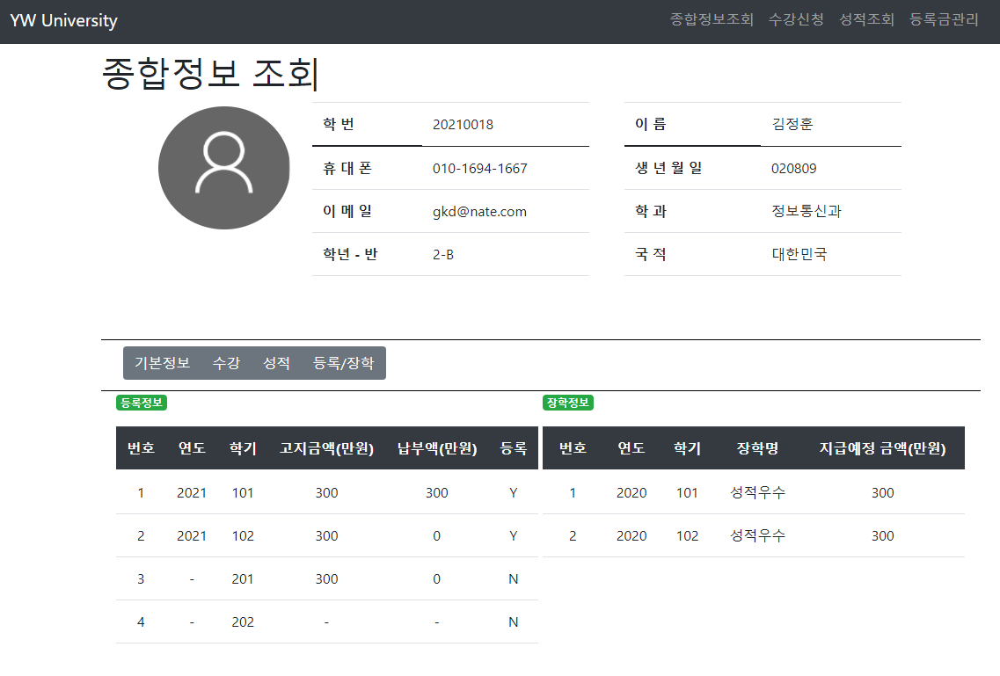 YW University 종합정보조회 수강신청 성적조회 등록금관리
종합정보 조회
학 번 20210018 이 름 김정훈
휴 대 폰 010-1694-1667 생 년 월 일 020809
이 메 일 gkd@nate.com 학 과 정보통신과
학년 - 반 2-B 국 적 대한민국
기본정보 수강 성적 등록/장학
등록정보 장학정보
번호 연도 학기 고지금액(만원) 납부액(만원) 등록 번호 연도 학기 장학명 지급예정 금액(만원)
1 2021 101 300 300 Y 1 2020 101 성적우수 300
2 2021 102 300 0 Y 2 2020 102 성적우수 300
3 - 201 300 0 N
4 - 202 - - N